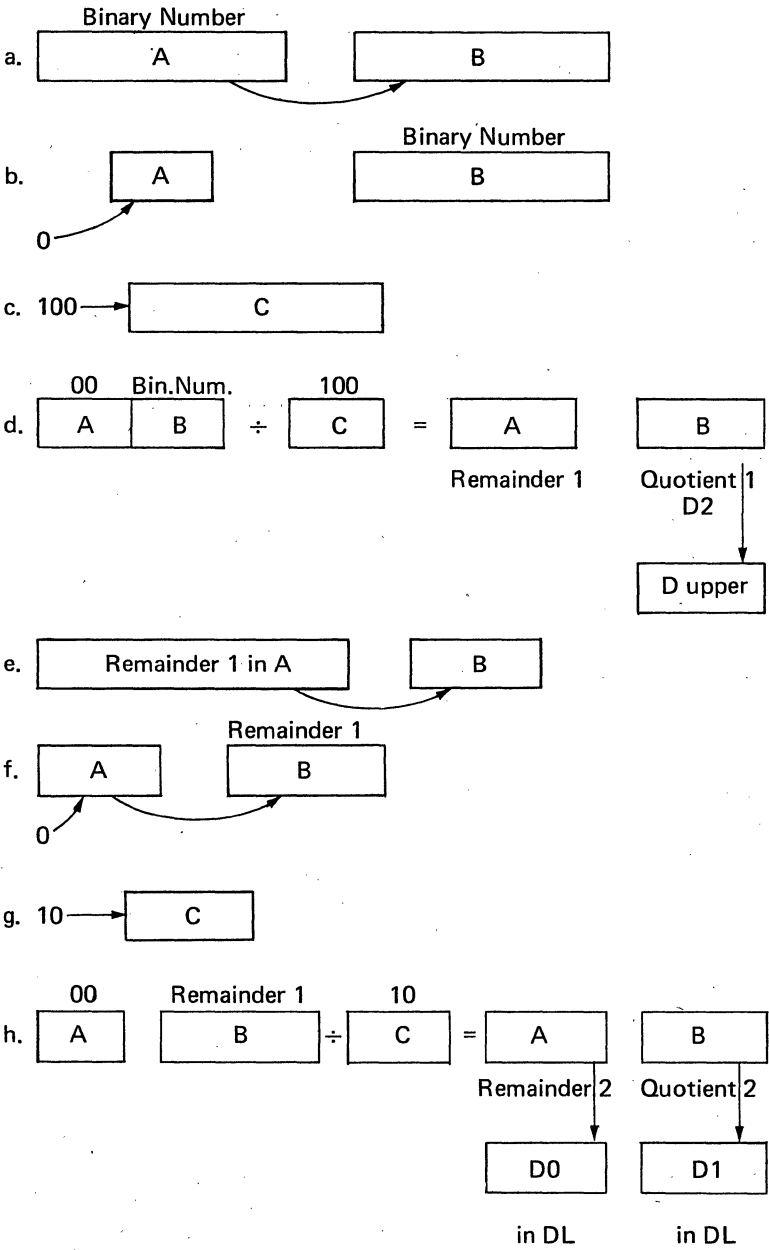 Binary Number
a. A B
Binary Number
b. A B
0
c. 100 C
00 Bin.Num. 100
d. A B ÷ C = A B
Remainder 1 Quotient 1
D2
D upper
e. Remainder 1 in A B
Remainder 1
f. A B
0
g. 10 C
00 Remainder 1 10
h. A B ÷ C = A B
Remainder 2 Quotient 2
D0 D1
in DL in DL